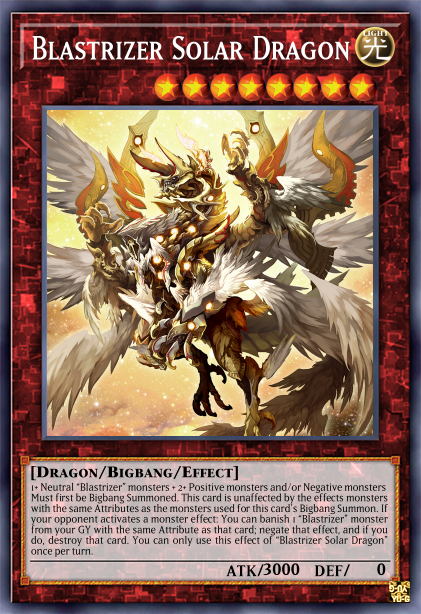 BLASTRIZER SOLAR DRAGON
LIGHT
光
[DRAGON/BIGBANG/EFFECT]
1+ Neutral "Blastrizer" monsters + 2+ Positive monsters and/or Negative monsters
Must first be Bigbang Summoned. This card is unaffected by the effects monsters
with the same Attributes as the monsters used for this card's Bigbang Summon. If
your opponent activates a monster effect: You can banish 1 "Blastrizer" monster
from your GY with the same Attribute as that card; negate that effect, and if you
do, destroy that card. You can only use this effect of "Blastrizer Solar Dragon"
once per turn.
ATK/3000 DEF/ 0